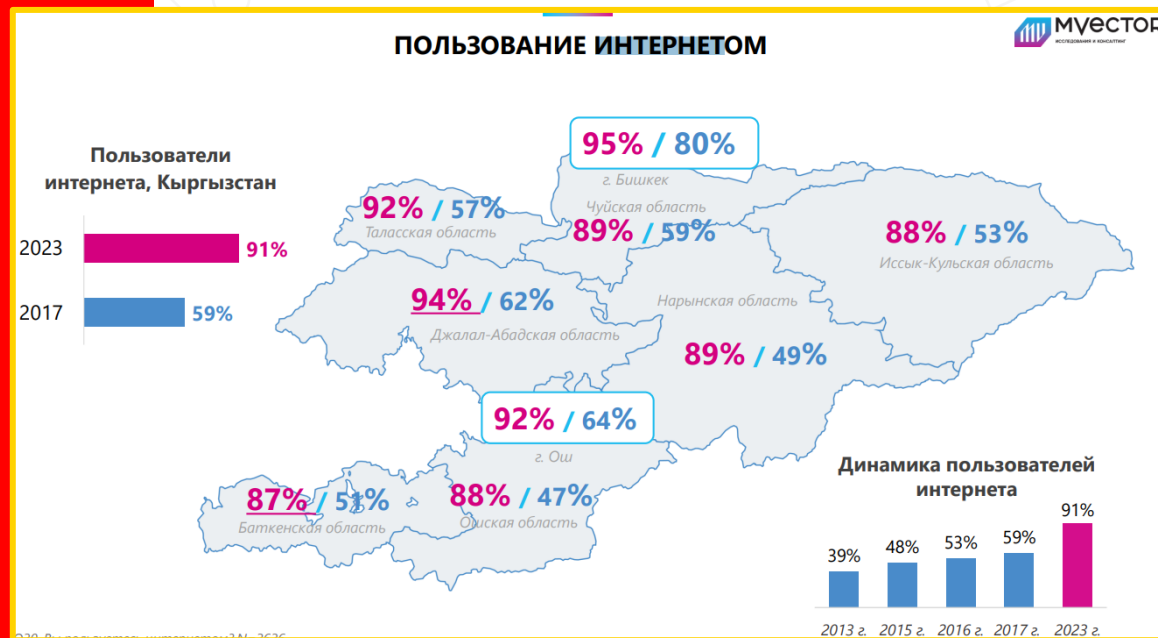 ПОЛЬЗОВАНИЕ ИНТЕРНЕТОМ
MVECTOR
ИССЛЕДОВАНИЯ И КОНСАЛТИНГ
Пользователи
интернета, Кыргызстан
2023
91%
2017
59%
95% / 80%
г. Бишкек
Чуйская область
89% / 59%
92% / 57%
Таласская область
88% / 53%
Иссык-Кульская область
94% / 62%
Джалал-Абадская область
Нарынская область
89% / 49%
92% / 64%
г. Ош
88% / 47%
Ошская область
87% / 51%
Баткенская область
Динамика пользователей
интернета
39%
48%
53%
59%
91%
2013 г. 2015 г. 2016 г. 2017 г. 2023 г.